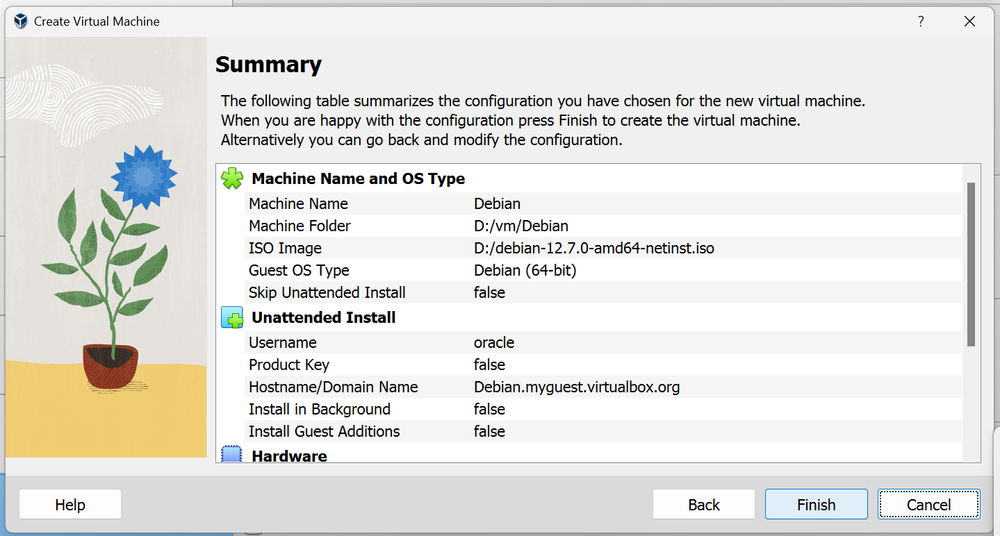 Create Virtual Machine
?
Summary
The following table summarizes the configuration you have chosen for the new virtual machine.
When you are happy with the configuration press Finish to create the virtual machine.
Alternatively you can go back and modify the configuration.
Machine Name and OS Type
Machine Name Debian
Machine Folder D:/vm/Debian
ISO Image D:/debian-12.7.0-amd64-netinst.iso
Guest OS Type Debian (64-bit)
Skip Unattended Install false
Unattended Install
Username oracle
Product Key false
Hostname/Domain Name Debian.myguest.virtualbox.org
Install in Background false
Install Guest Additions false
Hardware
Help Back Finish Cancel